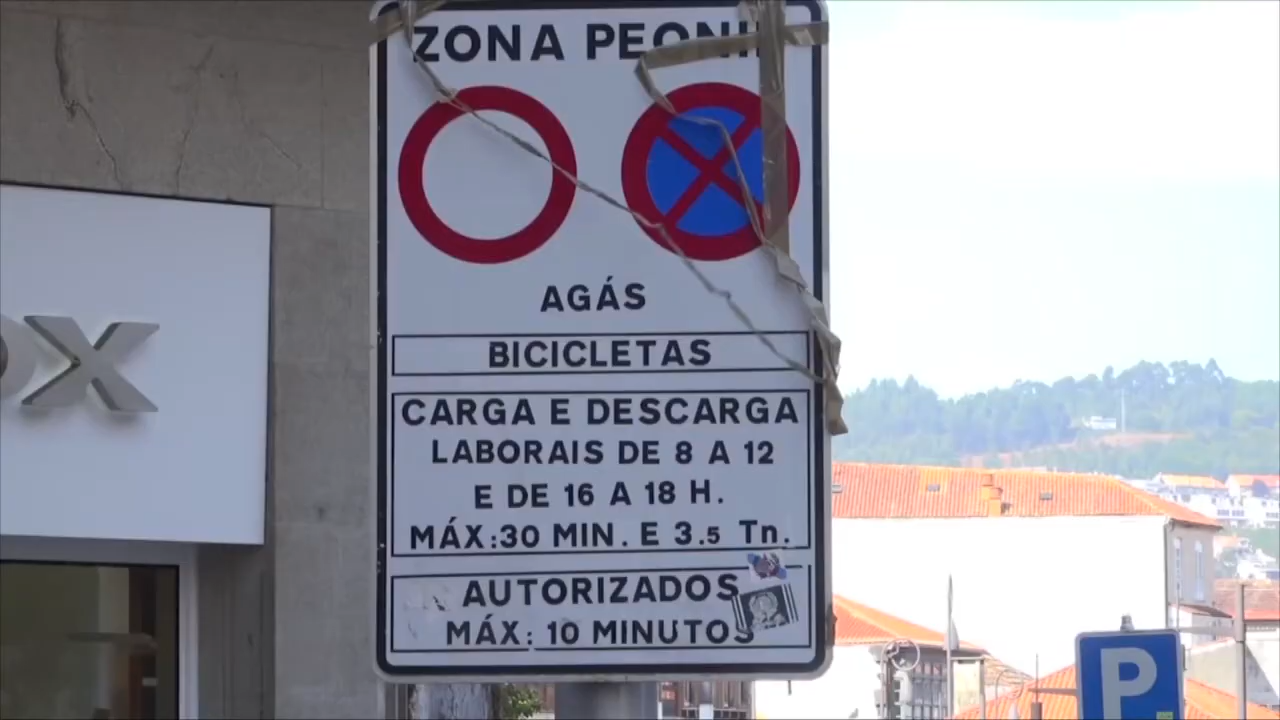 ZONA PEONIL
AGÁS
BICICLETAS
CARGA E DESCARGA
LABORAIS DE 8 A 12
E DE 16 A 18 H.
MÁX:30 MIN. E 3.5 Tn.
AUTORIZADOS
MÁX: 10 MINUTOS
OX
P